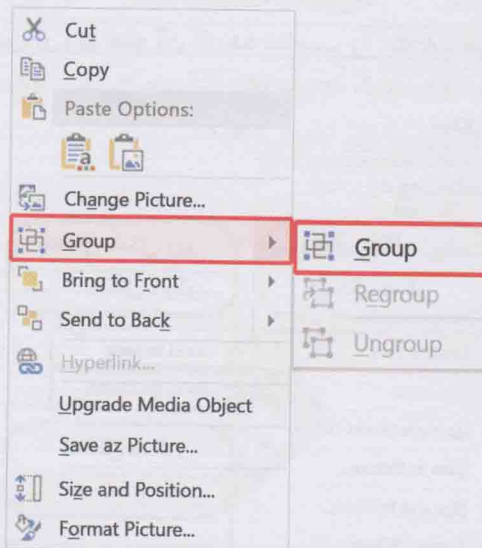 Cut
Copy
Paste Options:
a
Change Picture...
Group
Group
Bring to Front
Regroup
Send to Back
Ungroup
Hyperlink...
Upgrade Media Object
Save az Picture...
Size and Position...
Format Picture...